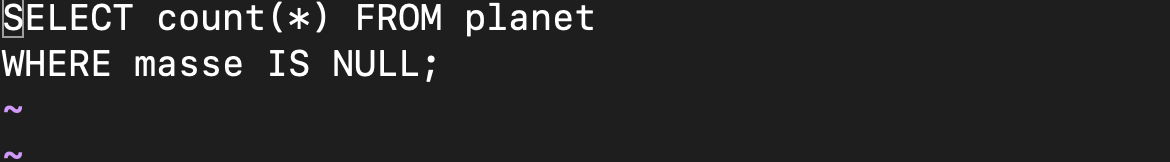 SELECT count(*) FROM planet
WHERE masse IS NULL;
~
~